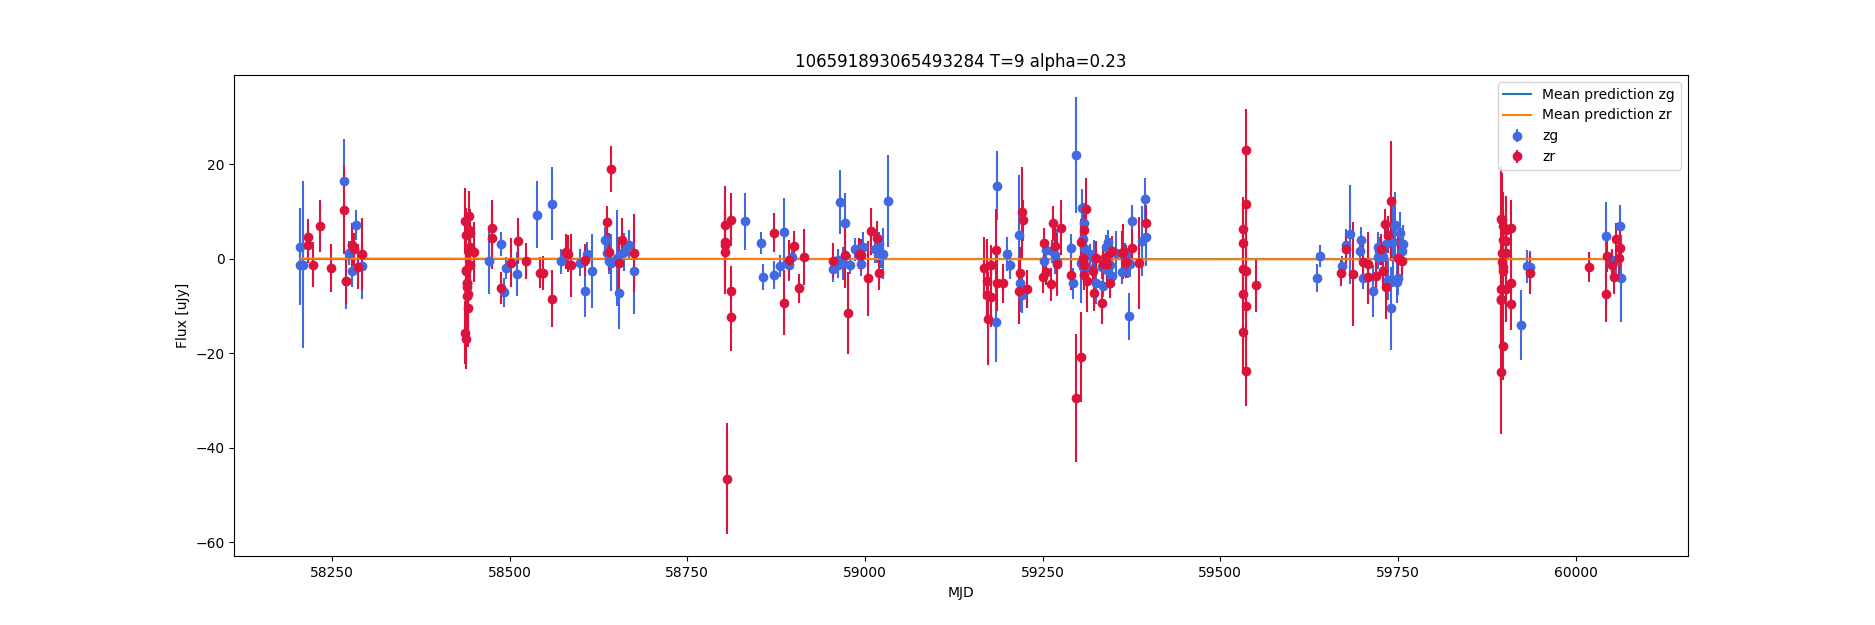 106591893065493284 T=9 alpha=0.23
Mean prediction zg
Mean prediction zr
zg
zr
20
0
−20
−40
−60
Flux [uJy]
58250 58500 58750 59000 59250 59500 59750 60000
MJD